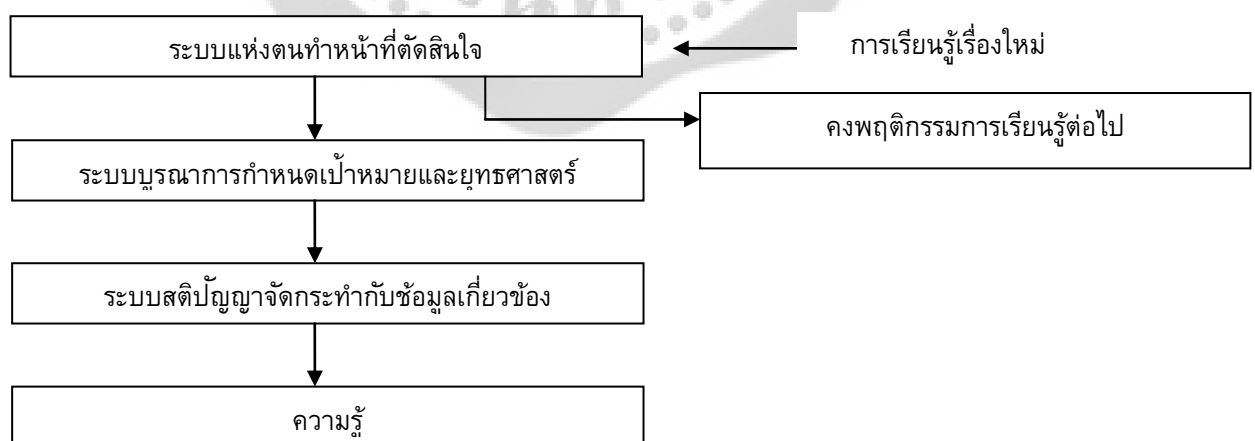 ระบบแห่งตนทำหน้าที่ตัดสินใจ
การเรียนรู้เรื่องใหม่
คงพฤติกรรมการเรียนรู้ต่อไป
ระบบบูรณาการกำหนดเป้าหมายและยุทธศาสตร์
ระบบสติปัญญาจัดกระทำกับช้อมูลเกี่ยวข้อง
ความรู้